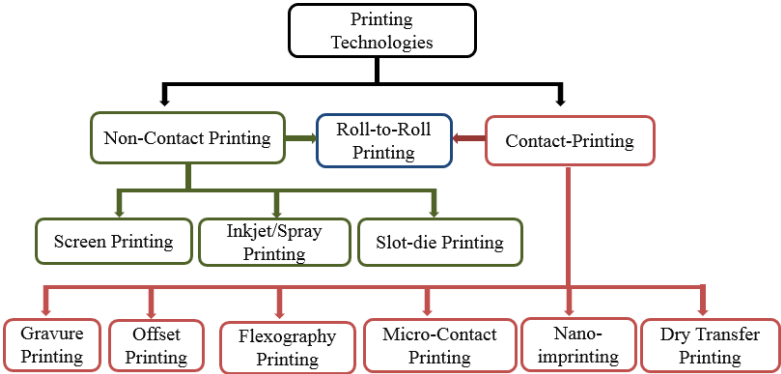 Printing
Technologies
Non-Contact Printing
Roll-to-Roll
Printing
Contact-Printing
Screen Printing
Inkjet/Spray
Printing
Slot-die Printing
Gravure
Printing
Offset
Printing
Flexography
Printing
Micro-Contact
Printing
Nano-
imprinting
Dry Transfer
Printing